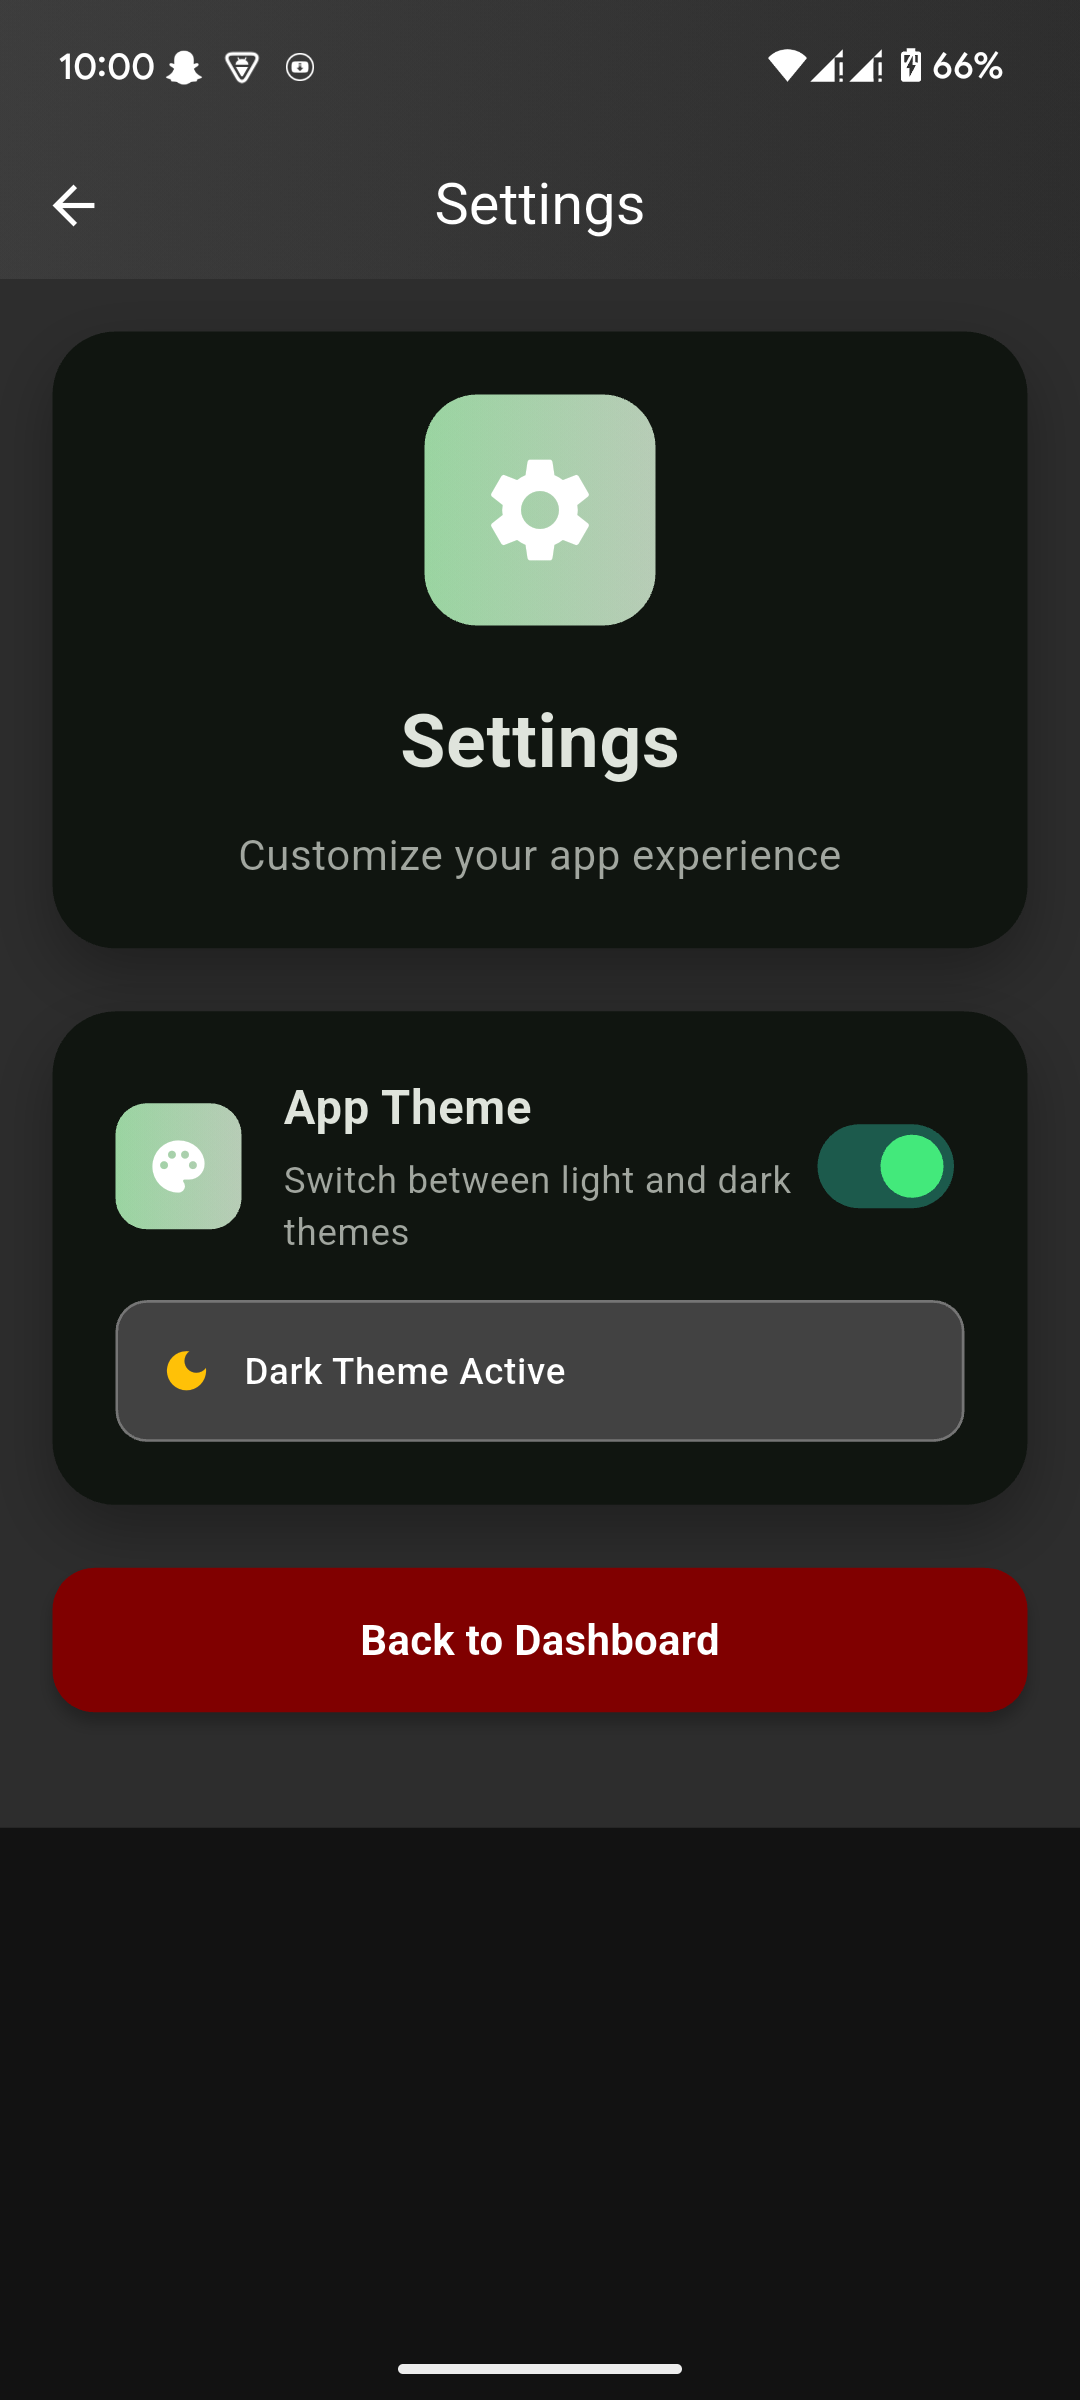 10:00 66%
Settings
Settings
Customize your app experience
App Theme
Switch between light and dark
themes
Dark Theme Active
Back to Dashboard